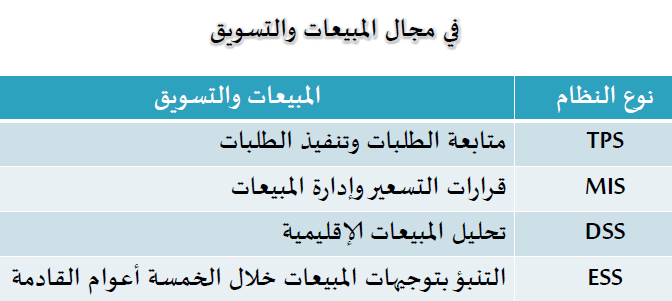 في مجال المبيعات والتسويق
نوع النظام المبيعات والتسويق
TPS متابعة الطلبات وتنفيذ الطلبات
MIS قرارات التسعير وإدارة المبيعات
DSS تحليل المبيعات الإقليمية
ESS التنبؤ بتوجيهات المبيعات خلال الخمسة أعوام القادمة